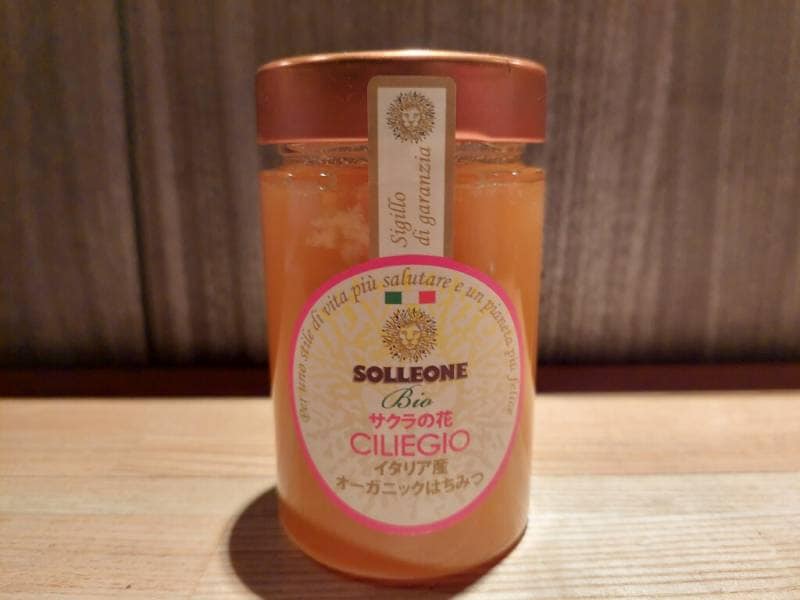 Sigillo
di garanzia
Per uno stile di vita più salutare e un pianeta più felice
SOLLEONE
Bio
サクラの花
CILIEGIO
イタリア産
オーガニックはちみつ